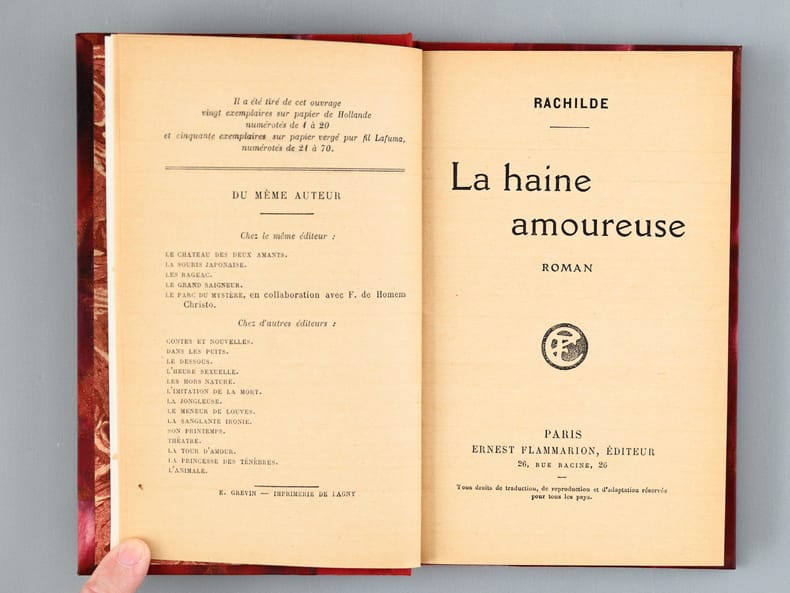 Il a été tiré de cet ouvrage
vingt exemplaires sur papier de Hollande
numérotés de 1 à 20
et cinquante exemplaires sur papier vergé pur fil Lafuma,
numérotés de 21 à 70.
DU MÊME AUTEUR
Chez le même éditeur :
LE CHATEAU DES DEUX AMANTS.
LA SOURIS JAPONAISE.
LES RAGEAC.
LE GRAND SAIGNEUR.
LE PARC DU MYSTÈRE, en collaboration avec F. de Homem
Christo.
Chez d'autres éditeurs :
CONTES ET NOUVELLES.
DANS LES PUITS.
LE DESSOUS.
L'HEURE SEXUELLE.
LES HORS NATURE.
L'IMITATION DE LA MORT.
LA JONGLEUSE.
LE MENEUR DE LOUVES.
LA SANGLANTE IRONIE.
SON PRINTEMPS.
THÉATRE.
LA TOUR D'AMOUR.
LA PRINCESSE DES TÉNÈBRES.
L'ANIMALE.
E. GREVIN — IMPRIMERIE DE LAGNY
RACHILDE
La haine
amoureuse
ROMAN
EF
PARIS
ERNEST FLAMMARION, ÉDITEUR
26, RUE RACINE, 26
Tous droits de traduction, de reproduction et d'adaptation réservés
pour tous les pays.